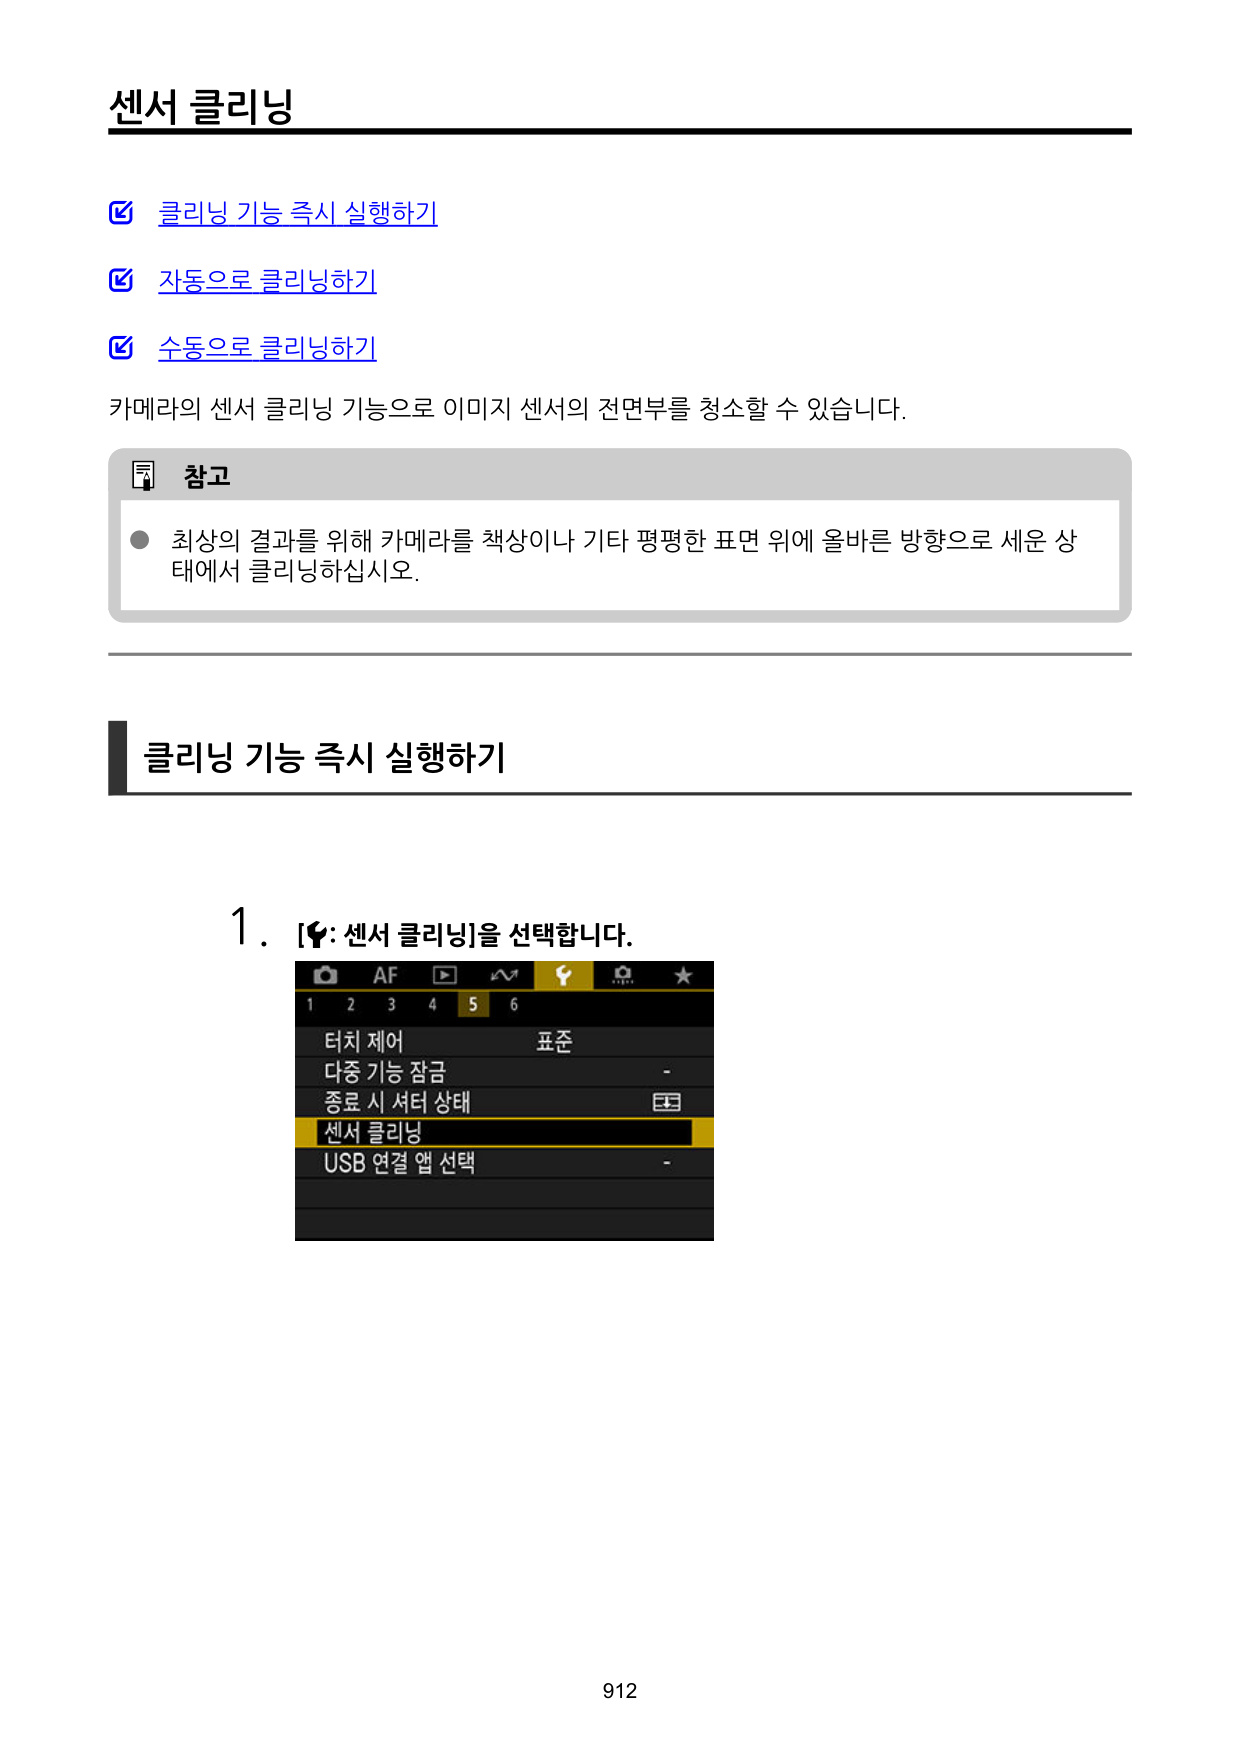 센서 클리닝
클리닝 기능 즉시 실행하기
자동으로 클리닝하기
수동으로 클리닝하기
카메라의 센서 클리닝 기능으로 이미지 센서의 전면부를 청소할 수 있습니다.
참고
● 최상의 결과를 위해 카메라를 책상이나 기타 평평한 표면 위에 올바른 방향으로 세운 상
태에서 클리닝하십시오.
클리닝 기능 즉시 실행하기
1. [: 센서 클리닝]을 선택합니다.
AF
1 2 3 4 5 6
터치 제어 표준
다중 기능 잠금 -
종료 시 셔터 상태
센서 클리닝
USB 연결 앱 선택 -
912